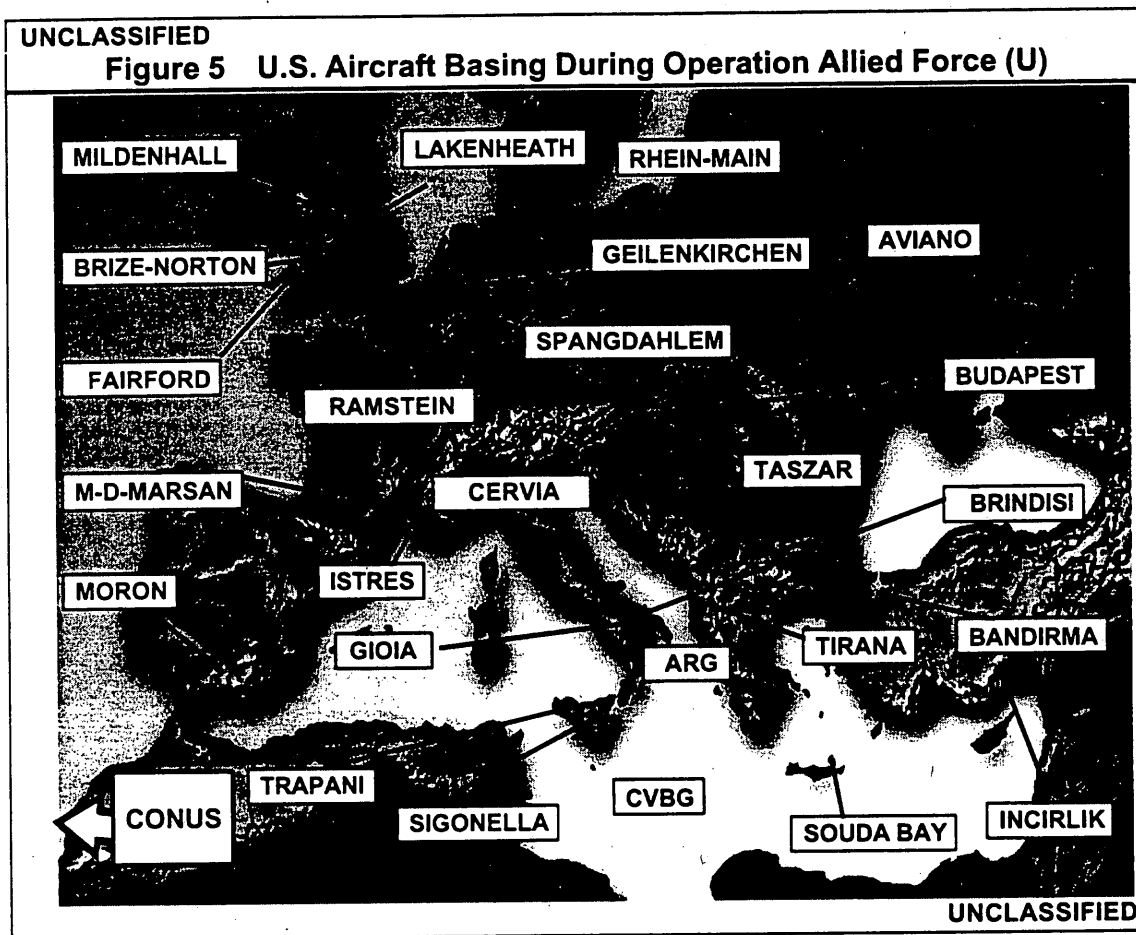 UNCLASSIFIED
Figure 5 U.S. Aircraft Basing During Operation Allied Force (U)
MILDENHALL
LAKENHEATH
RHEIN-MAIN
BRIZE-NORTON
GEILENKIRCHEN
AVIANO
SPANGDAHLEM
FAIRFORD
RAMSTEIN
BUDAPEST
M-D-MARSAN
CERVIA
TASZAR
BRINDISI
MORON
ISTRES
GIOIA
ARG
TIRANA
BANDIRMA
TRAPANI
CONUS
SIGONELLA
CVBG
SOUDA BAY
INCIRLIK
UNCLASSIFIED